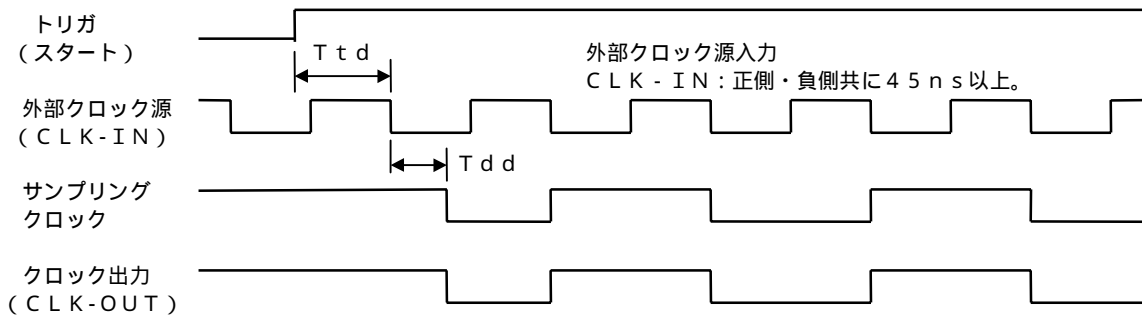 トリガ
（スタート）
Ｔｔｄ
外部クロック源入力
ＣＬＫ-ＩＮ：正側・負側共に４５ｎｓ以上。
外部クロック源
（ＣＬＫ-ＩＮ）
Ｔｄｄ
サンプリング
クロック
クロック出力
（ＣＬＫ-ＯＵＴ）